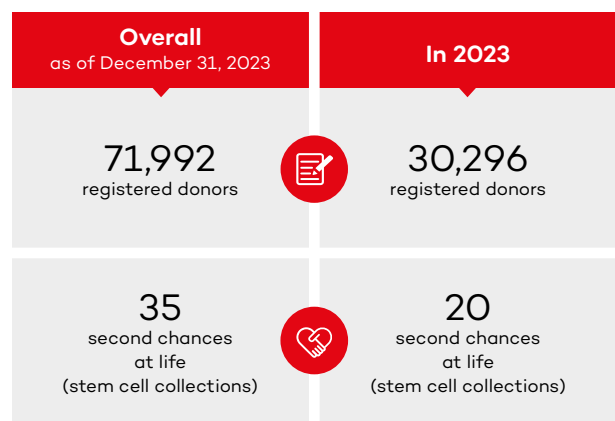 Overall
as of December 31, 2023
In 2023
71,992
registered donors
30,296
registered donors
35
second chances
at life
(stem cell collections)
20
second chances
at life
(stem cell collections)